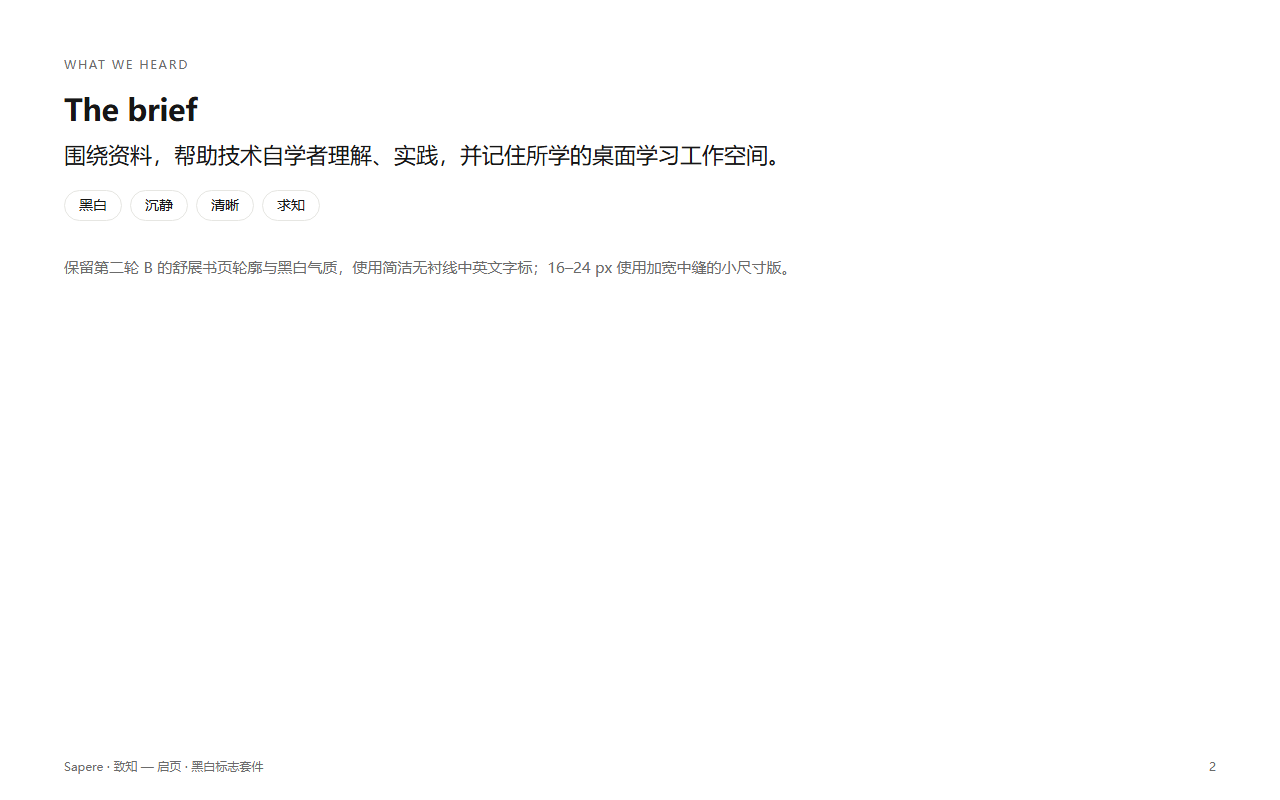 WHAT WE HEARD
The brief
围绕资料，帮助技术自学者理解、实践，并记住所学的桌面学习工作空间。
黑白
沉静
清晰
求知
保留第二轮 B 的舒展书页轮廓与黑白气质，使用简洁无衬线中英文字标；16–24 px 使用加宽中缝的小尺寸版。
Sapere · 致知 — 启页 · 黑白标志套件
2